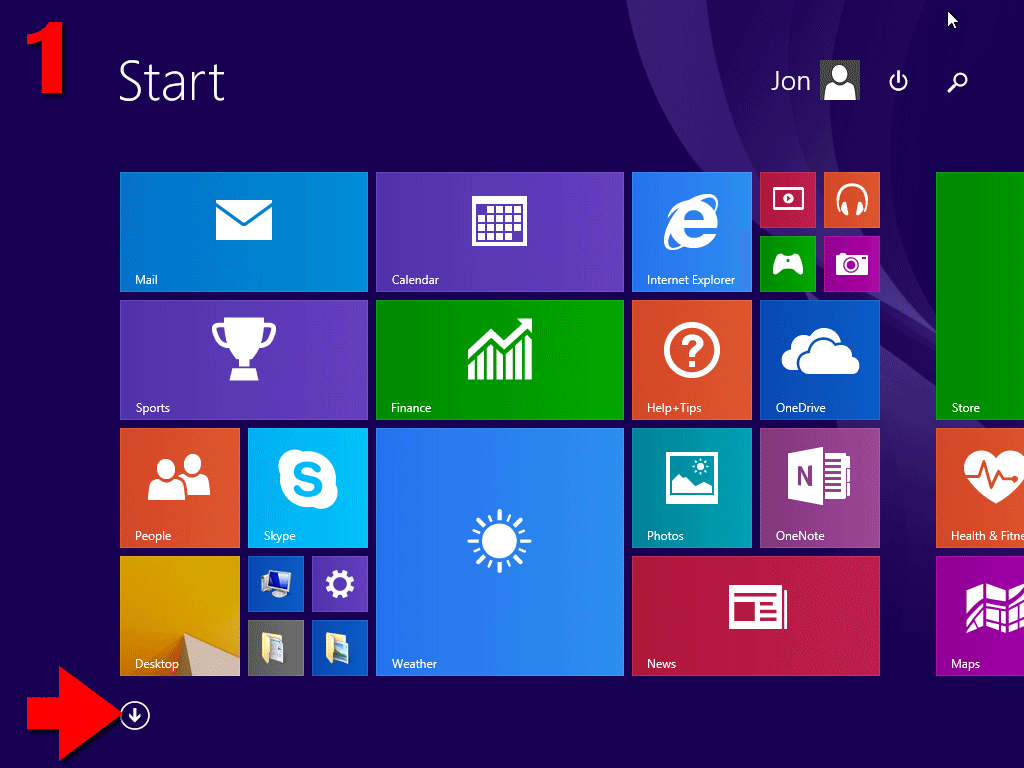 1
Start
Jon
Mail
Calendar
Internet Explorer
Sports
Finance
Help+Tips
OneDrive
Store
People
S
Skype
N
Photos
OneNote
Health & Fitne
Desktop
Weather
News
Maps